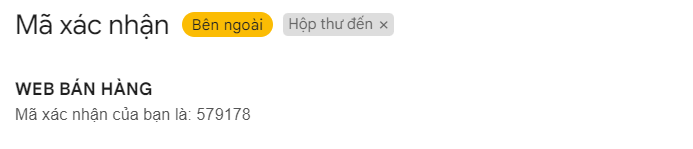 Mã xác nhận Bên ngoài Hộp thư đến ×
WEB BÁN HÀNG
Mã xác nhận của bạn là: 579178